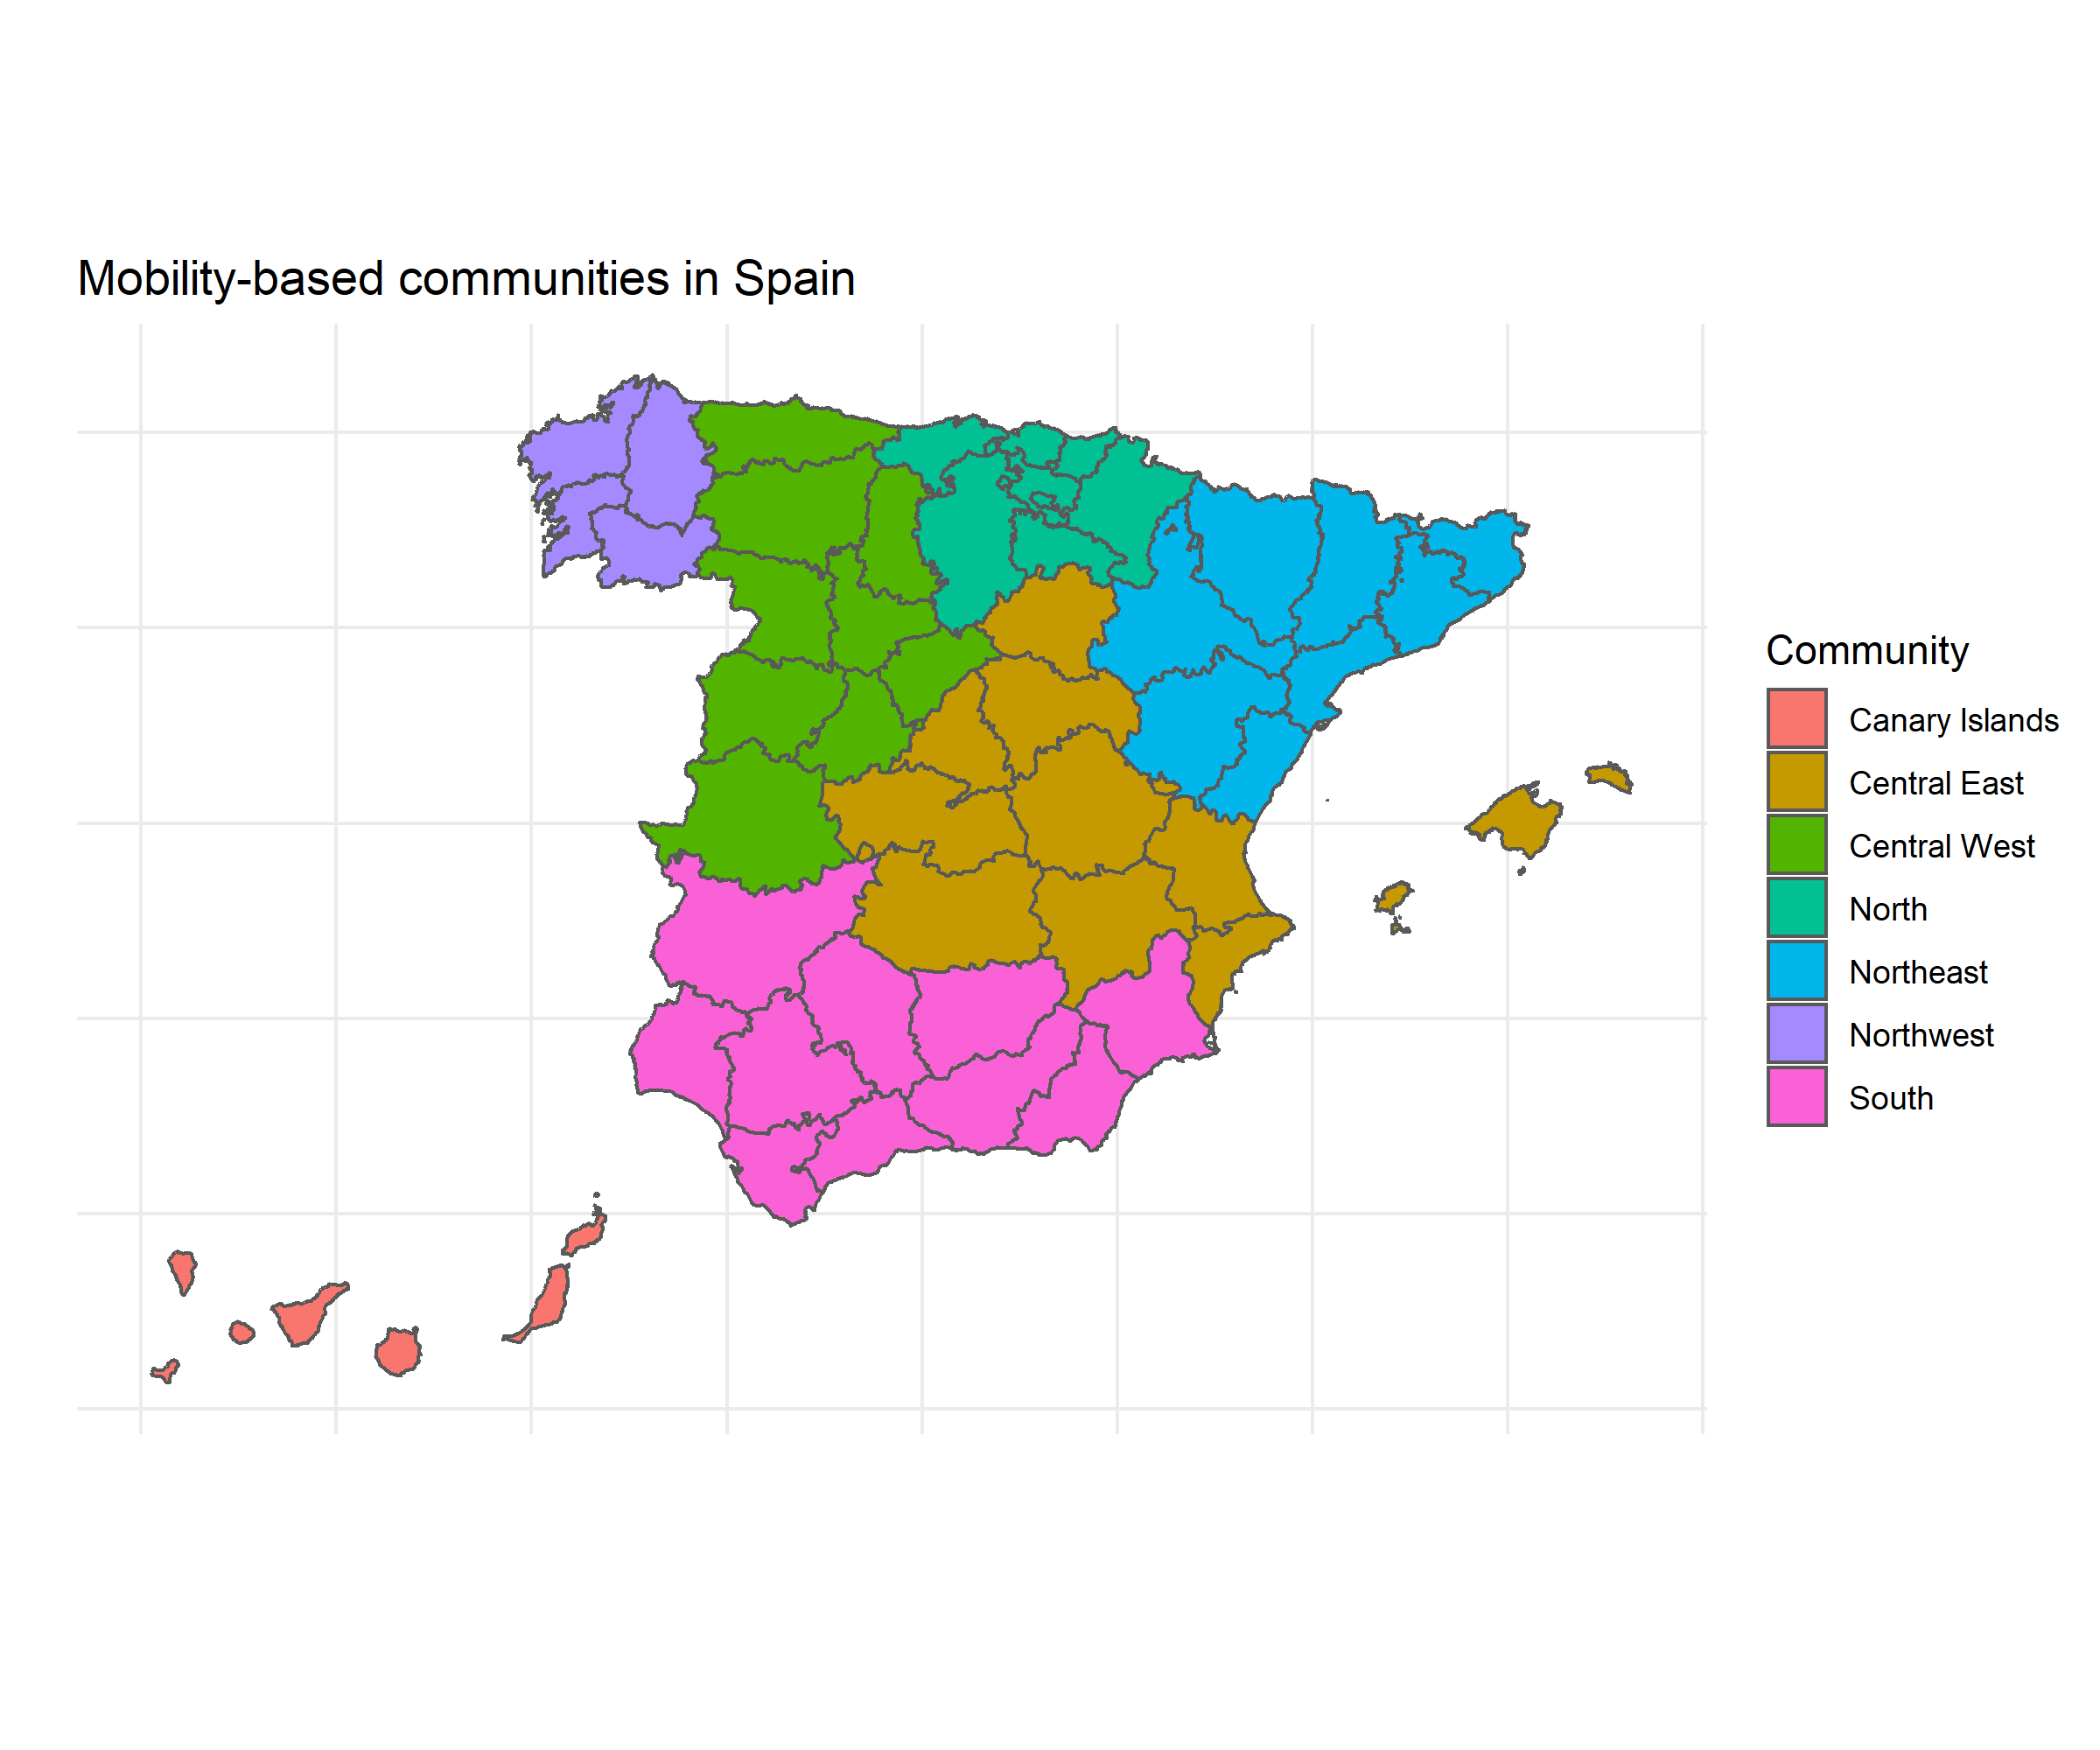 Mobility-based communities in Spain
Community
Canary Islands
Central East
Central West
North
Northeast
Northwest
South